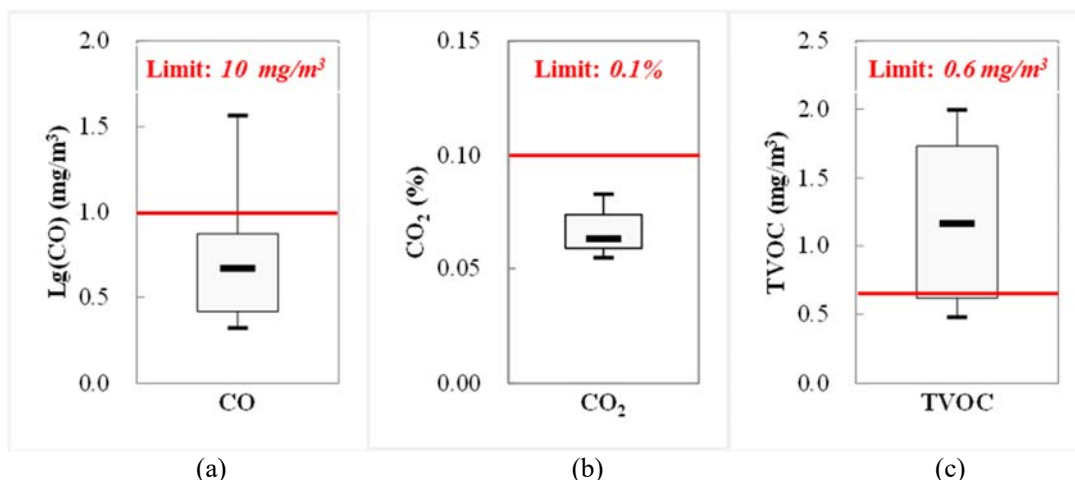 Lg(CO) (mg/m³)
2.0
1.5
1.0
0.5
0.0
Limit: 10 mg/m³
CO
CO₂ (%)
0.15
0.10
0.05
0.00
Limit: 0.1%
CO₂
TVOC (mg/m³)
2.5
2.0
1.5
1.0
0.5
0.0
Limit: 0.6 mg/m³
TVOC
(a)
(b)
(c)